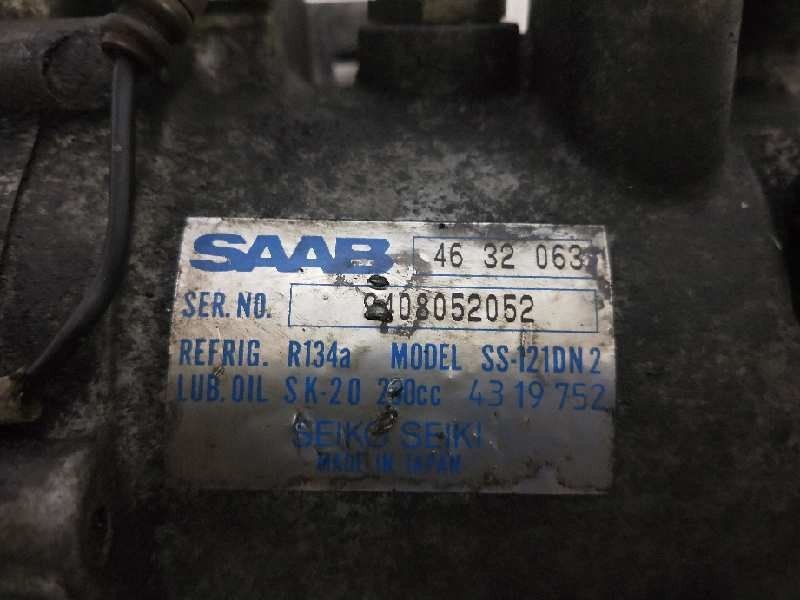 SAAB 46 32 063
SER. NO. 9408052052
REFRIG. R134a MODEL SS-121DN2
LUB. OIL SK-20 200cc 4319752
SEIKO SEIKI
MADE IN JAPAN